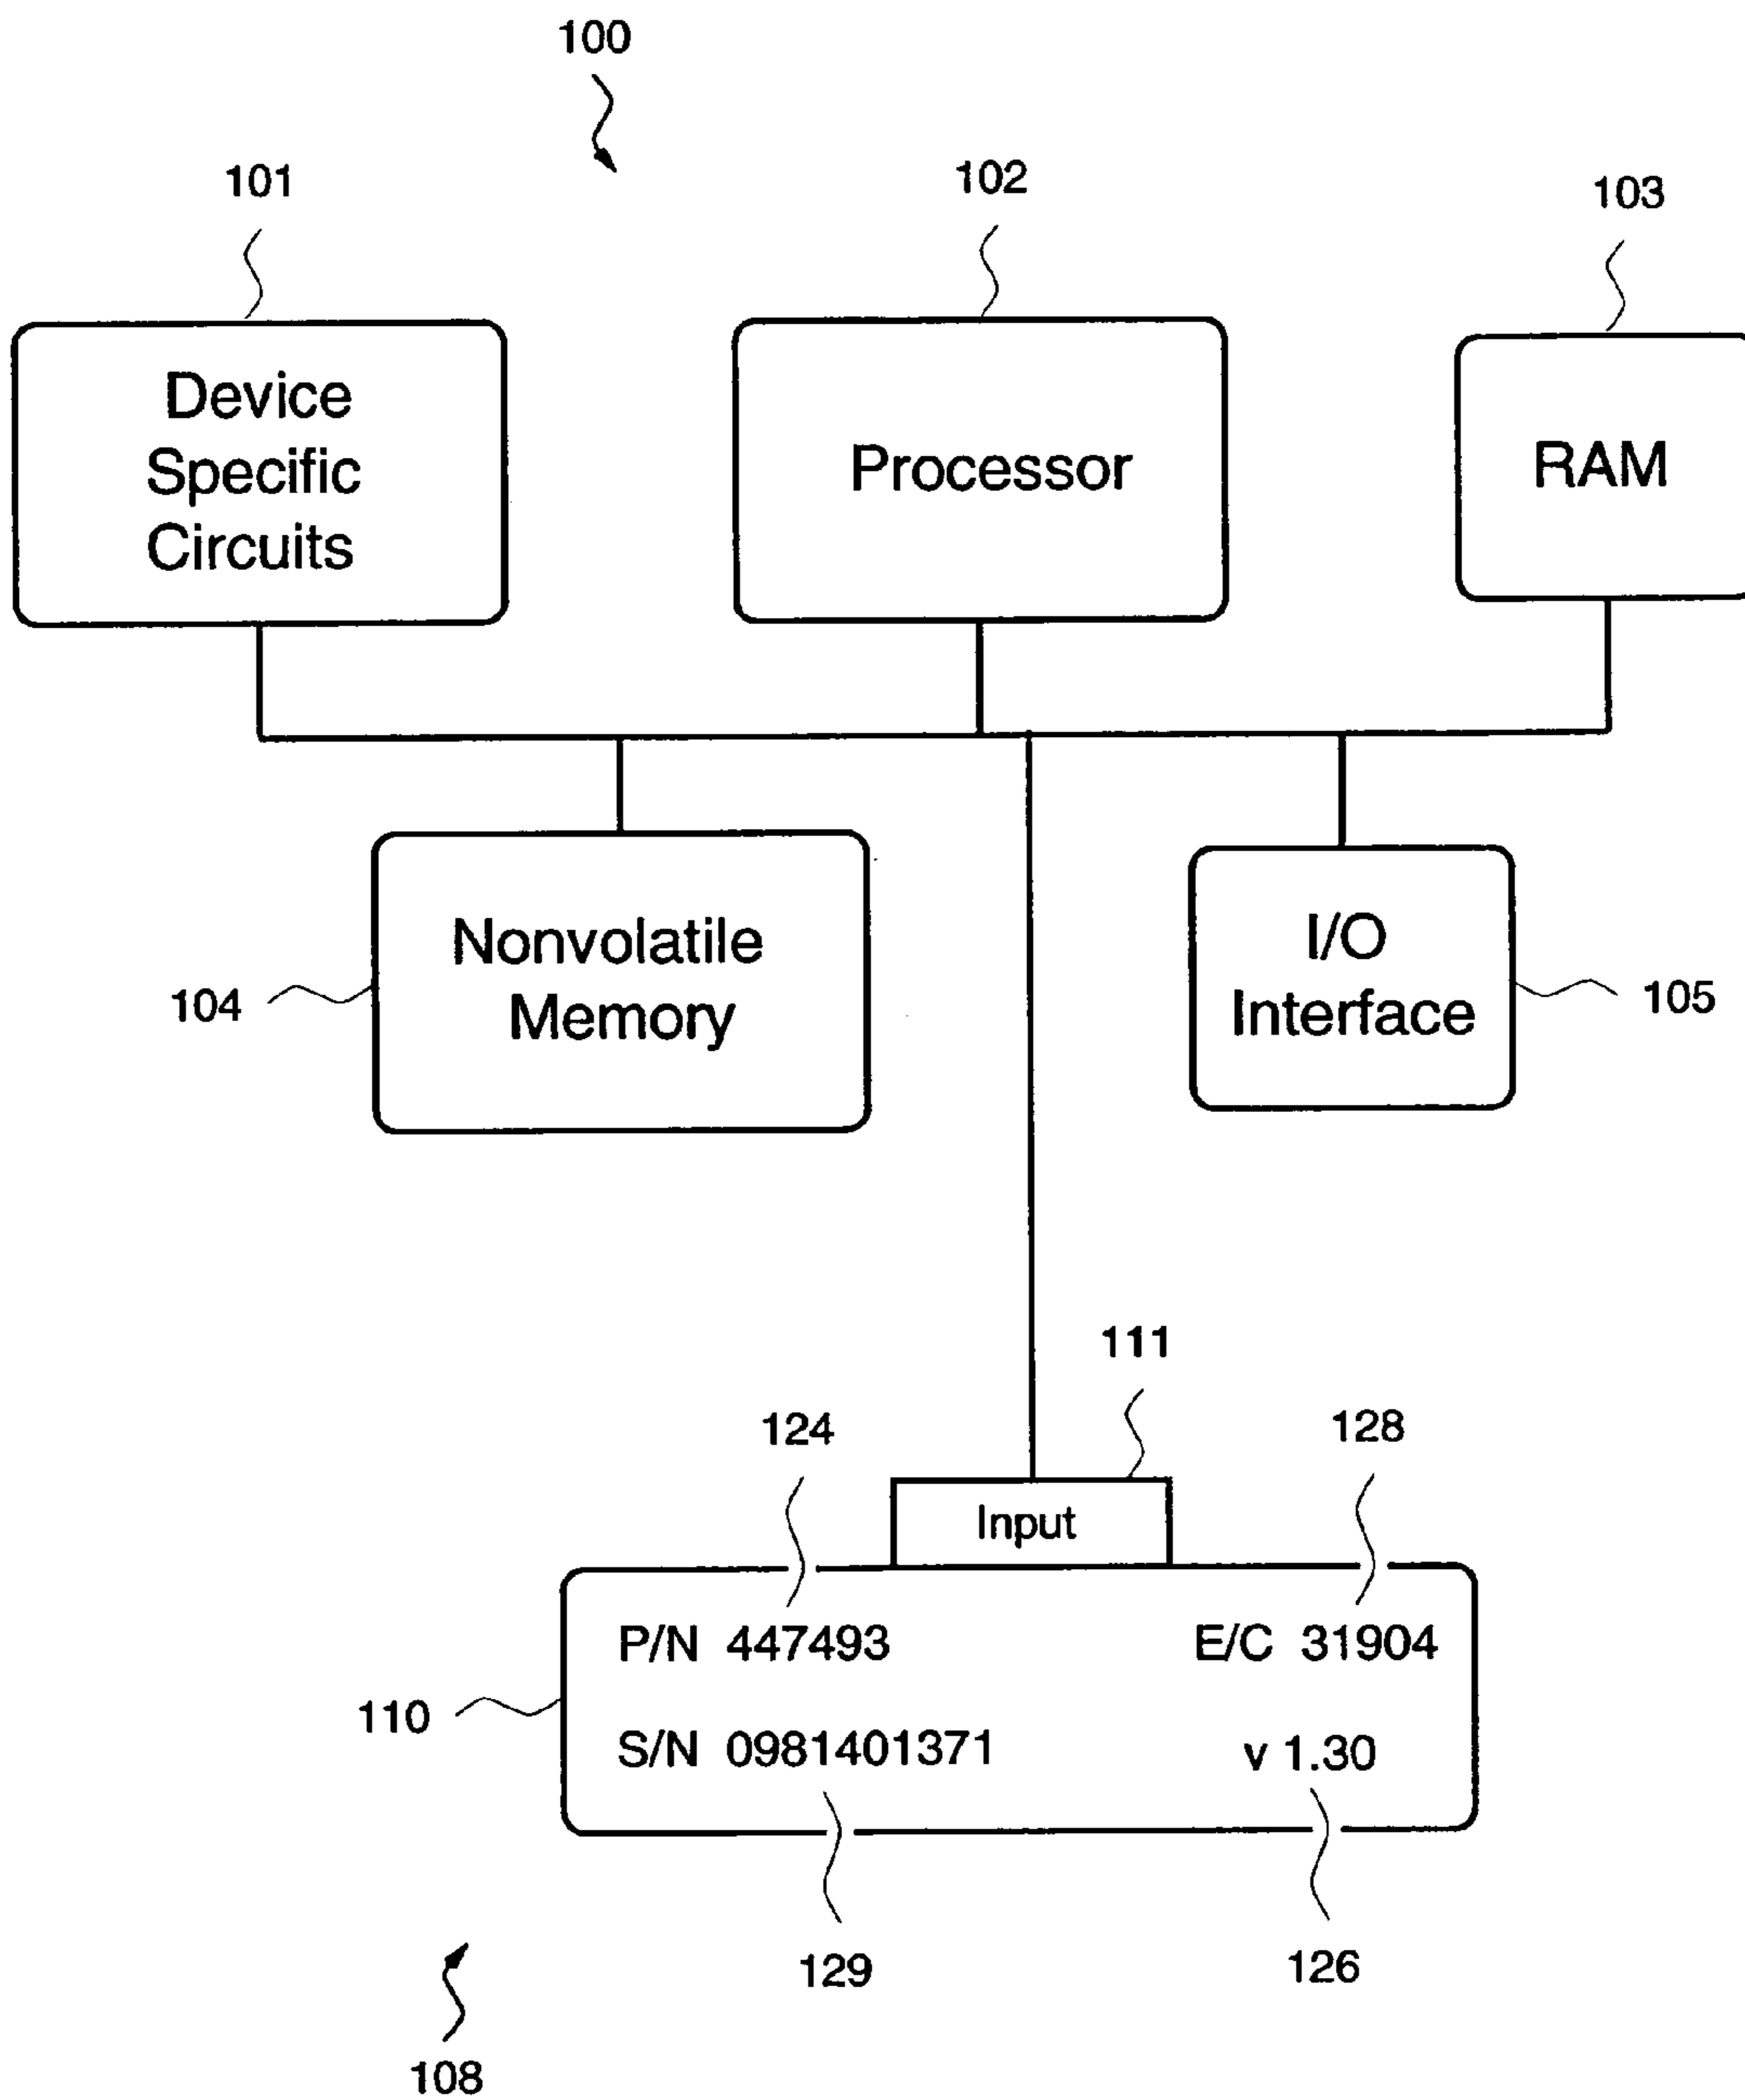 100
101
102
103
Device
Specific
Circuits
Processor
RAM
Nonvolatile
Memory
104
I/O
Interface
105
111
124
128
Input
P/N 447493
E/C 31904
110
S/N 0981401371
v 1.30
129
126
108